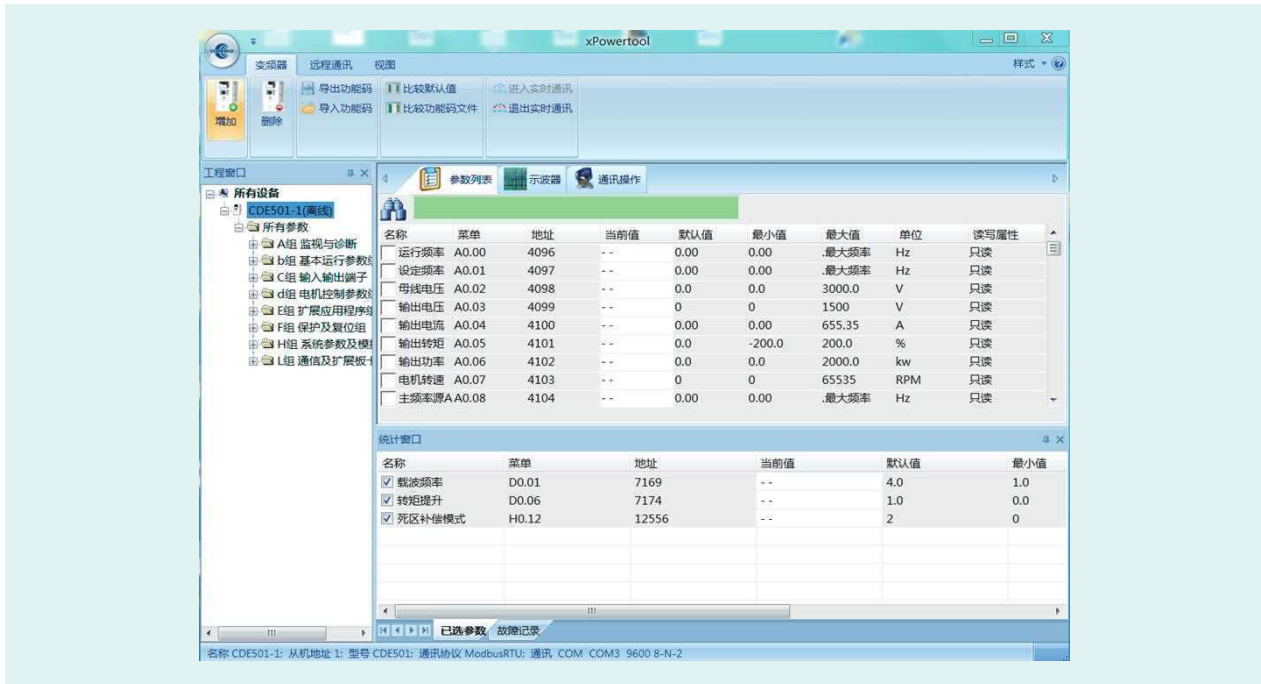 xPowertool
变频器 远程通讯 视图 样式
导出功能码 比较默认值 进入实时通讯
导入功能码 比较功能码文件 退出实时通讯
增加 删除
工程窗口
所有设备
CDE501-1(离线)
所有参数
A组 监视与诊断
b组 基本运行参数
C组 输入输出端子
d组 电机控制参数
E组 扩展应用程序
F组 保护及复位组
H组 系统参数及模
L组 通信及扩展板
参数列表 示波器 通讯操作
名称 菜单 地址 当前值 默认值 最小值 最大值 单位 读写属性
运行频率 A0.00 4096 - - 0.00 0.00 .最大频率 Hz 只读
设定频率 A0.01 4097 - - 0.00 0.00 .最大频率 Hz 只读
母线电压 A0.02 4098 - - 0.0 0.0 3000.0 V 只读
输出电压 A0.03 4099 - - 0 0 1500 V 只读
输出电流 A0.04 4100 - - 0.00 0.00 655.35 A 只读
输出转矩 A0.05 4101 - - 0.0 -200.0 200.0 % 只读
输出功率 A0.06 4102 - - 0.0 0.0 2000.0 kw 只读
电机转速 A0.07 4103 - - 0 0 65535 RPM 只读
主频率源A A0.08 4104 - - 0.00 0.00 .最大频率 Hz 只读
统计窗口
名称 菜单 地址 当前值 默认值 最小值
载波频率 D0.01 7169 - - 4.0 1.0
转矩提升 D0.06 7174 - - 1.0 0.0
死区补偿模式 H0.12 12556 - - 2 0
已选参数 故障记录
名称 CDE501-1; 从机地址 1; 型号 CDE501; 通讯协议 ModbusRTU; 通讯 COM COM3 9600 8-N-2